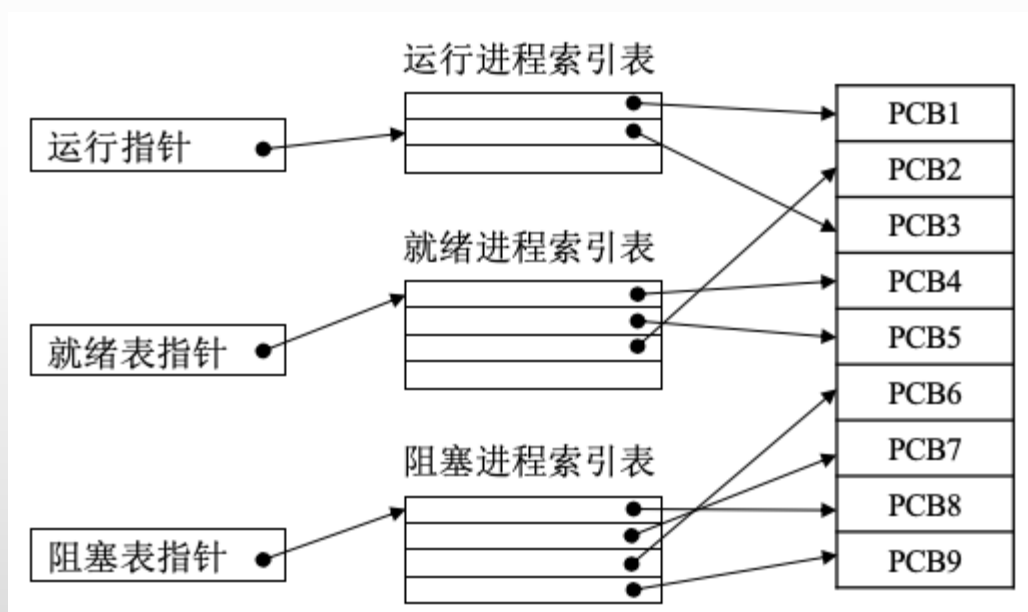 运行进程索引表
运行指针
就绪进程索引表
就绪表指针
阻塞进程索引表
阻塞表指针
PCB1
PCB2
PCB3
PCB4
PCB5
PCB6
PCB7
PCB8
PCB9